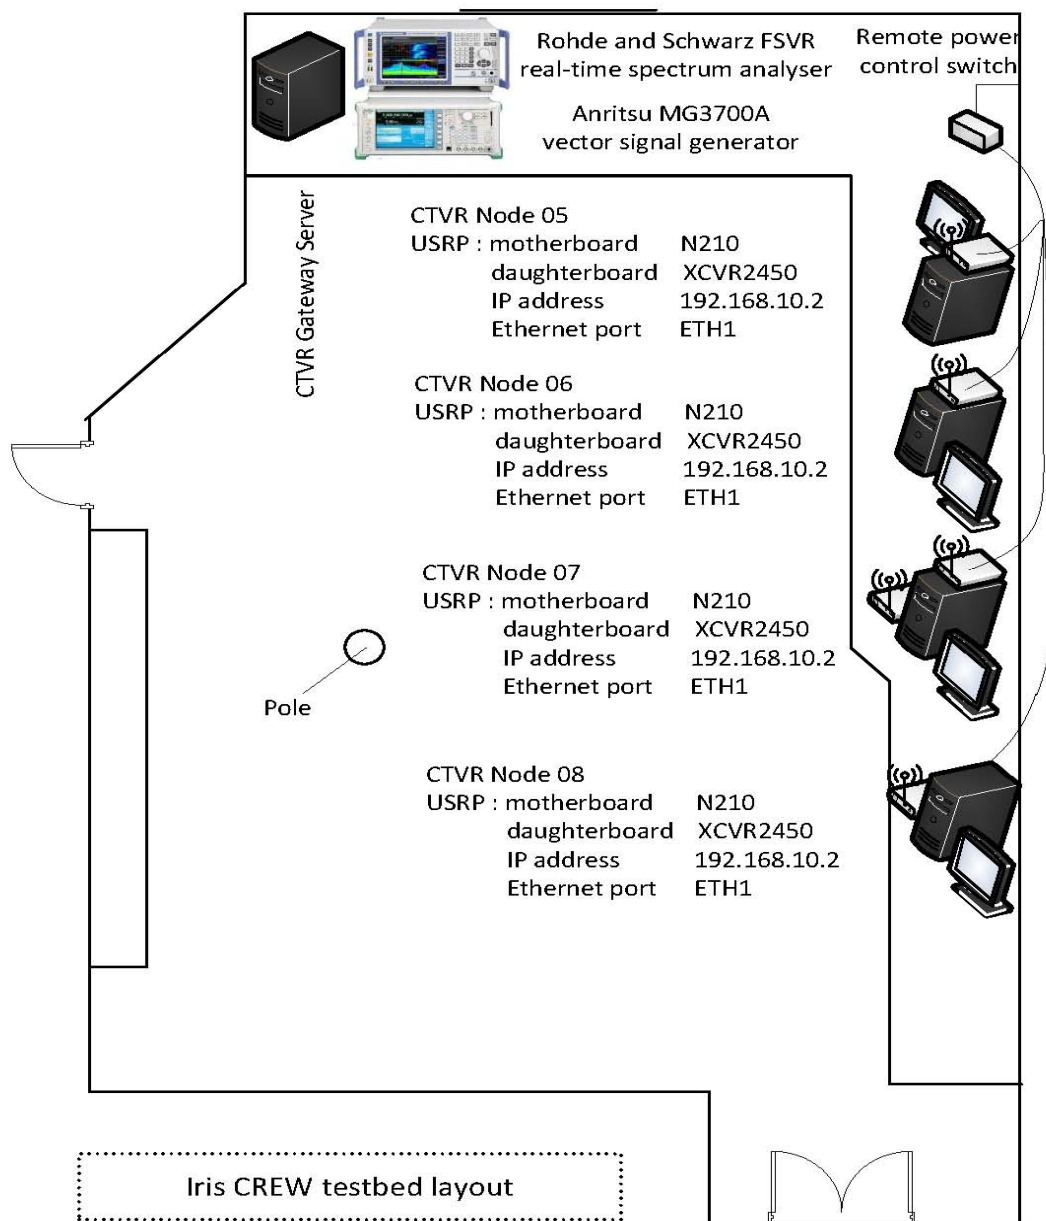 Rohde and Schwarz FSVR
real-time spectrum analyser
Remote power
control switch
Anritsu MG3700A
vector signal generator
CTVR Gateway Server
CTVR Node 05
USRP : motherboard N210
daughterboard XCVR2450
IP address 192.168.10.2
Ethernet port ETH1
CTVR Node 06
USRP : motherboard N210
daughterboard XCVR2450
IP address 192.168.10.2
Ethernet port ETH1
CTVR Node 07
USRP : motherboard N210
daughterboard XCVR2450
IP address 192.168.10.2
Ethernet port ETH1
Pole
CTVR Node 08
USRP : motherboard N210
daughterboard XCVR2450
IP address 192.168.10.2
Ethernet port ETH1
Iris CREW testbed layout